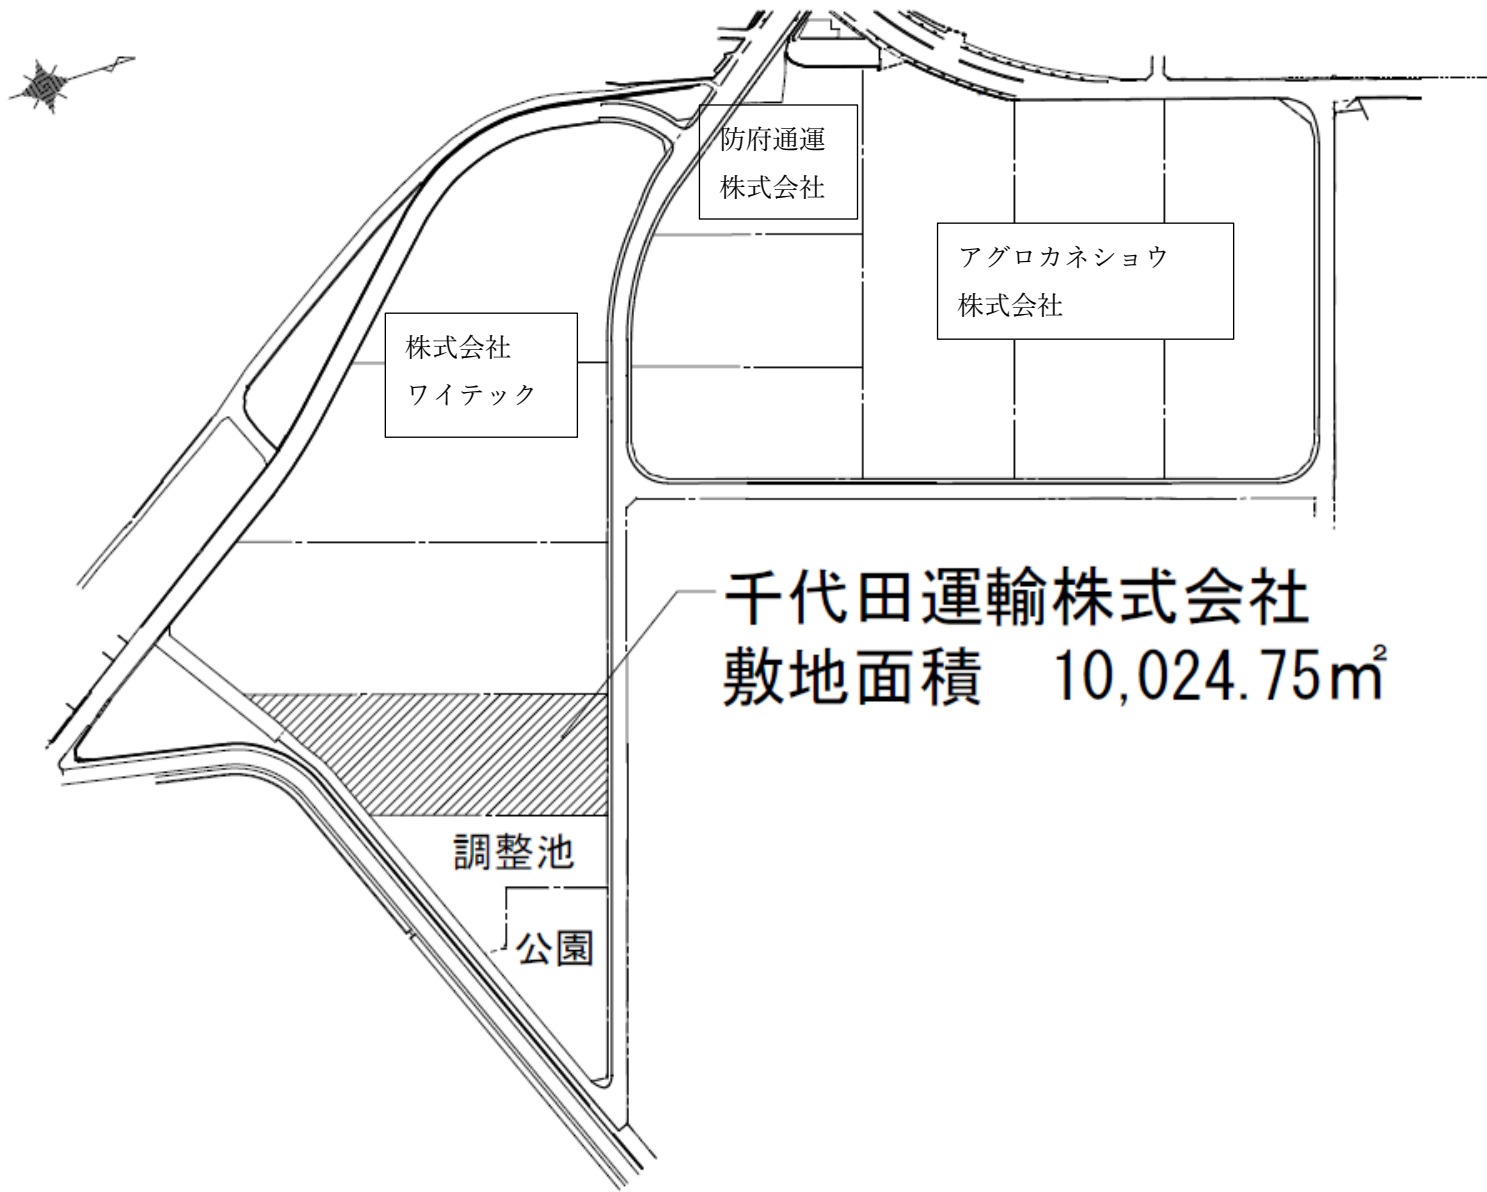 防府通運
株式会社
アグロカネショウ
株式会社
株式会社
ワイテック
千代田運輸株式会社
敷地面積　10,024.75㎡
調整池
公園